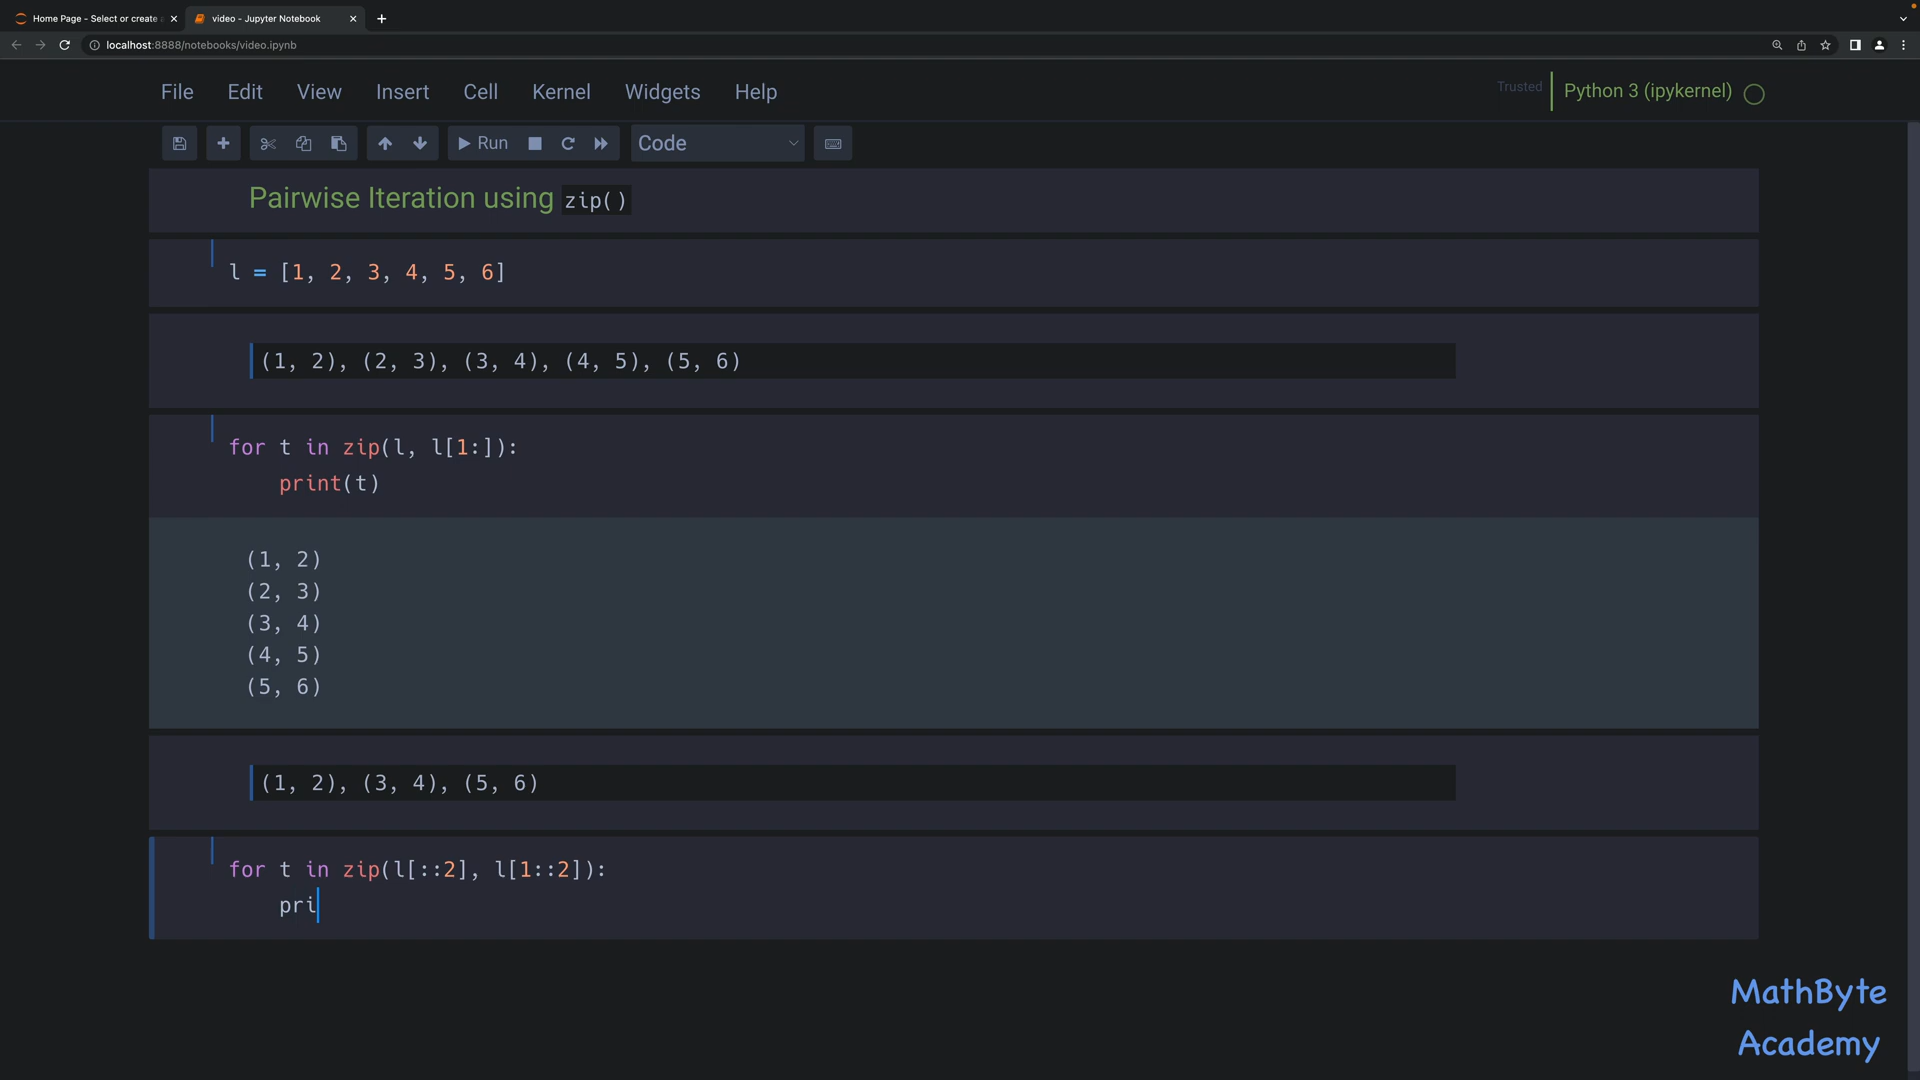 Home Page - Select or create
video - Jupyter Notebook
localhost:8888/notebooks/video.ipynb
File Edit View Insert Cell Kernel Widgets Help
Trusted
Python 3 (ipykernel)
Run
Code
Pairwise Iteration using zip()
l = [1, 2, 3, 4, 5, 6]
(1, 2), (2, 3), (3, 4), (4, 5), (5, 6)
for t in zip(l, l[1:]):
    print(t)
(1, 2)
(2, 3)
(3, 4)
(4, 5)
(5, 6)
(1, 2), (3, 4), (5, 6)
for t in zip(l[::2], l[1::2]):
    pri
MathByte
Academy